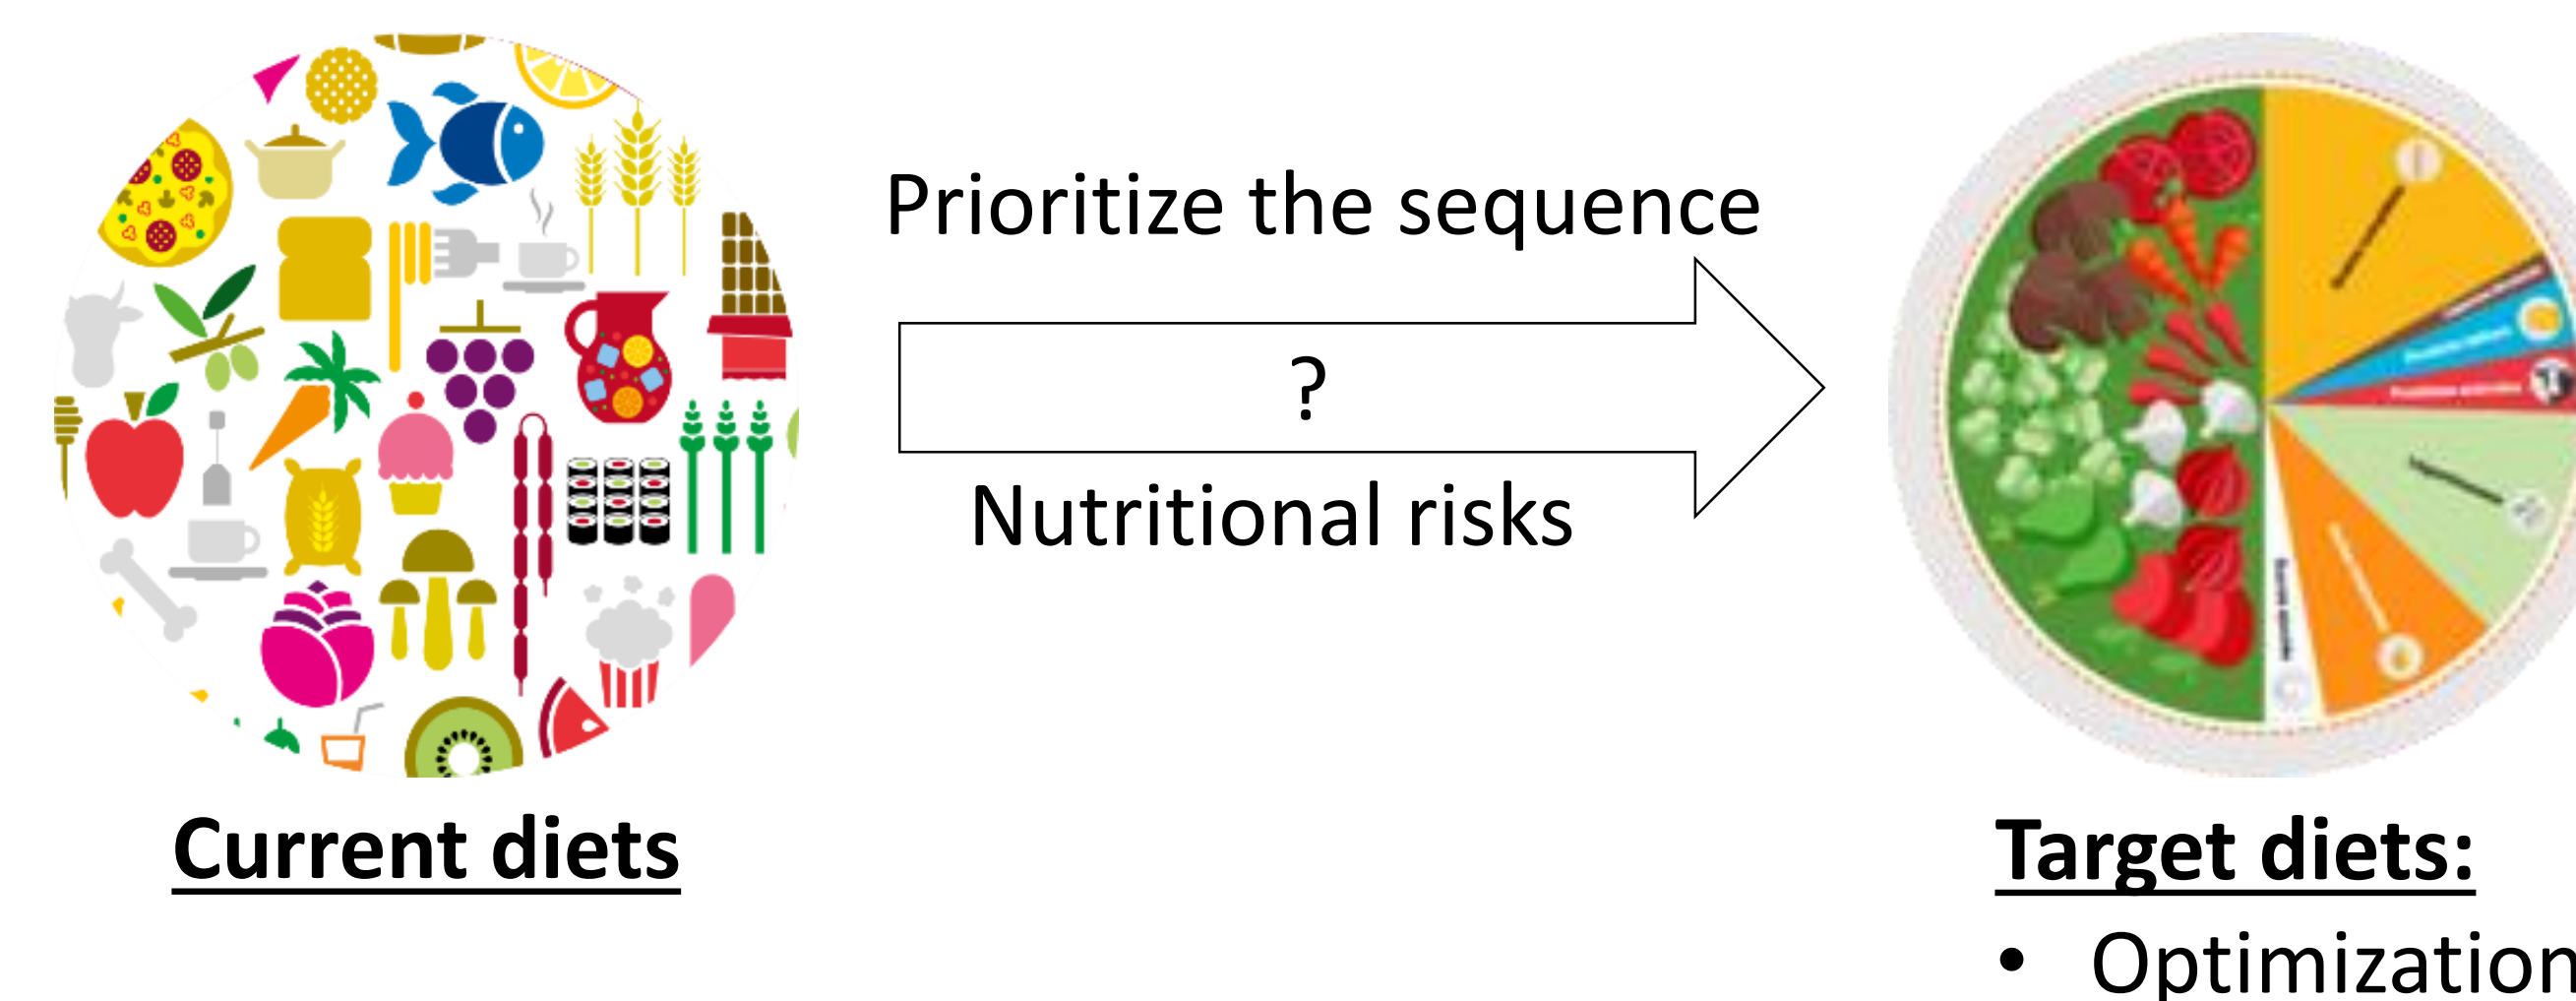 Prioritize the sequence
?
Nutritional risks
Current diets
Target diets:
• Optimization